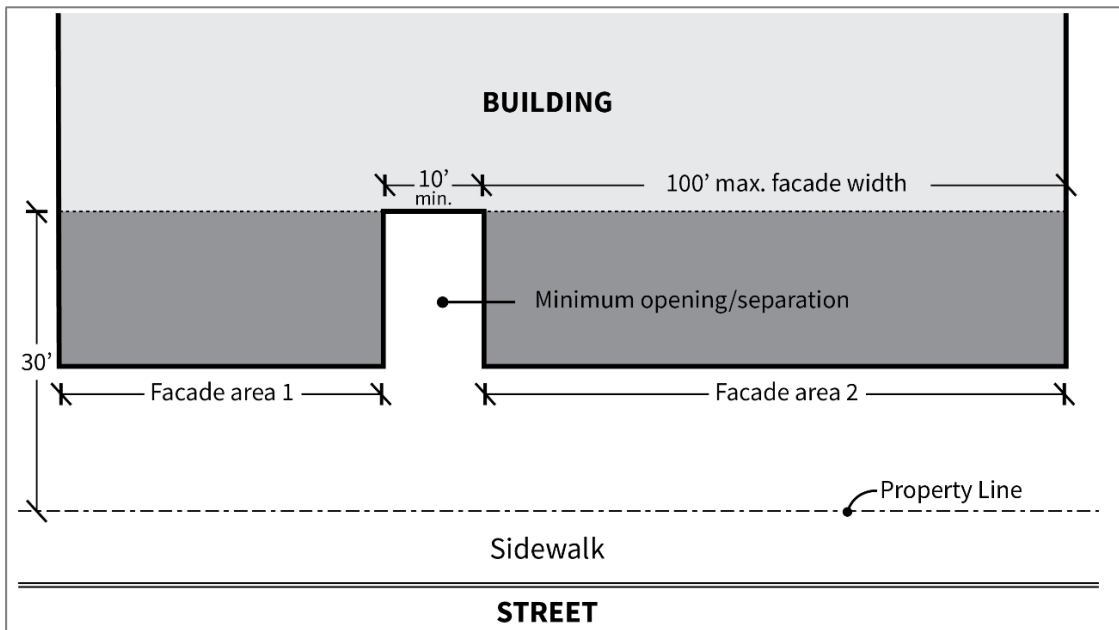 BUILDING
10’
min.
100’ max. facade width
Minimum opening/separation
30’
Facade area 1
Facade area 2
Property Line
Sidewalk
STREET